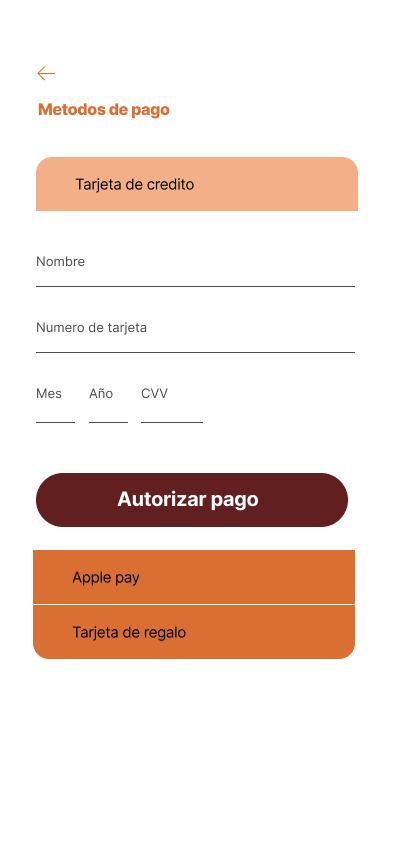 Metodos de pago
Tarjeta de credito
Nombre
Numero de tarjeta
Mes Año CVV
Autorizar pago
Apple pay
Tarjeta de regalo